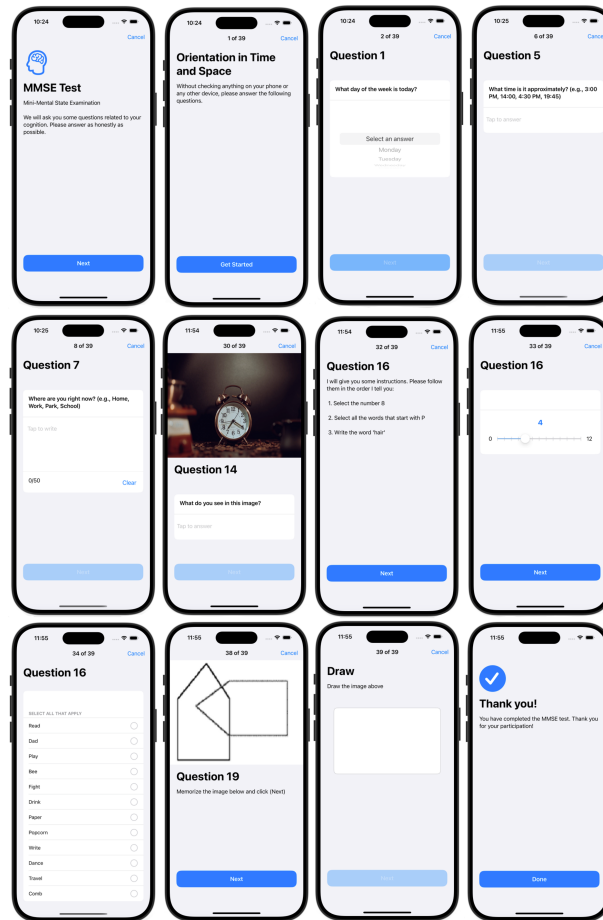 10:24
Cancel
MMSE Test
Mini-Mental State Examination
We will ask you some questions related to your
cognition. Please answer as honestly as
possible.
Next
10:24
1 of 39
Cancel
Orientation in Time
and Space
Without checking anything on your phone or
any other device, please answer the following
questions.
Get Started
10:24
2 of 39
Cancel
Question 1
What day of the week is today?
Select an answer
Monday
Tuesday
Next
10:25
6 of 39
Cancel
Question 5
What time is it approximately? (e.g., 3:00
PM, 14:00, 4:30 PM, 19:45)
Tap to answer
Next
10:25
8 of 39
Cancel
Question 7
Where are you right now? (e.g., Home,
Work, Park, School)
Tap to write
0/50
Clear
Next
11:54
30 of 39
Cancel
Question 14
What do you see in this image?
Tap to answer
Next
11:54
32 of 39
Cancel
Question 16
I will give you some instructions. Please follow
them in the order I tell you:
1. Select the number 8
2. Select all the words that start with P
3. Write the word 'hair'
Next
11:55
33 of 39
Cancel
Question 16
4
0
12
Next
11:55
34 of 39
Cancel
Question 16
SELECT ALL THAT APPLY
Read
Dad
Play
Bee
Fight
Drink
Paper
Popcorn
Write
Dance
Travel
Comb
11:55
38 of 39
Cancel
Question 19
Memorize the image below and click (Next)
Next
11:55
39 of 39
Cancel
Draw
Draw the image above
Next
11:55
Thank you!
You have completed the MMSE test. Thank you
for your participation!
Done